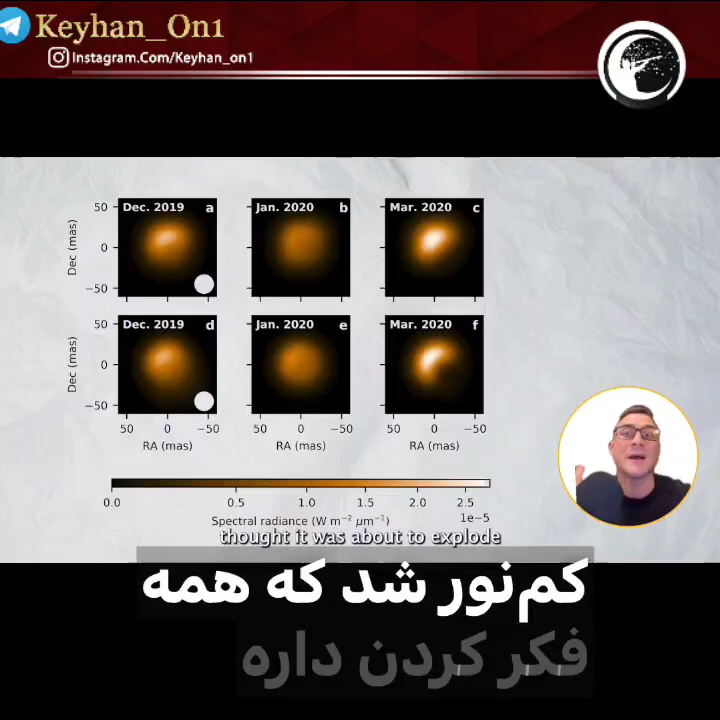 Keyhan_On1
Instagram.Com/Keyhan_on1
Dec. 2019 a
Jan. 2020 b
Mar. 2020 c
50
0
−50
Dec (mas)
Dec. 2019 d
Jan. 2020 e
Mar. 2020 f
50
0
−50
Dec (mas)
50 0 −50 50 0 −50 50 0 −50
RA (mas) RA (mas) RA (mas)
0.0 0.5 1.0 1.5 2.0 2.5
1e−5
Spectral radiance (W m⁻² μm⁻¹)
thought it was about to explode
کم‌نور شد که همه
فکر کردن داره